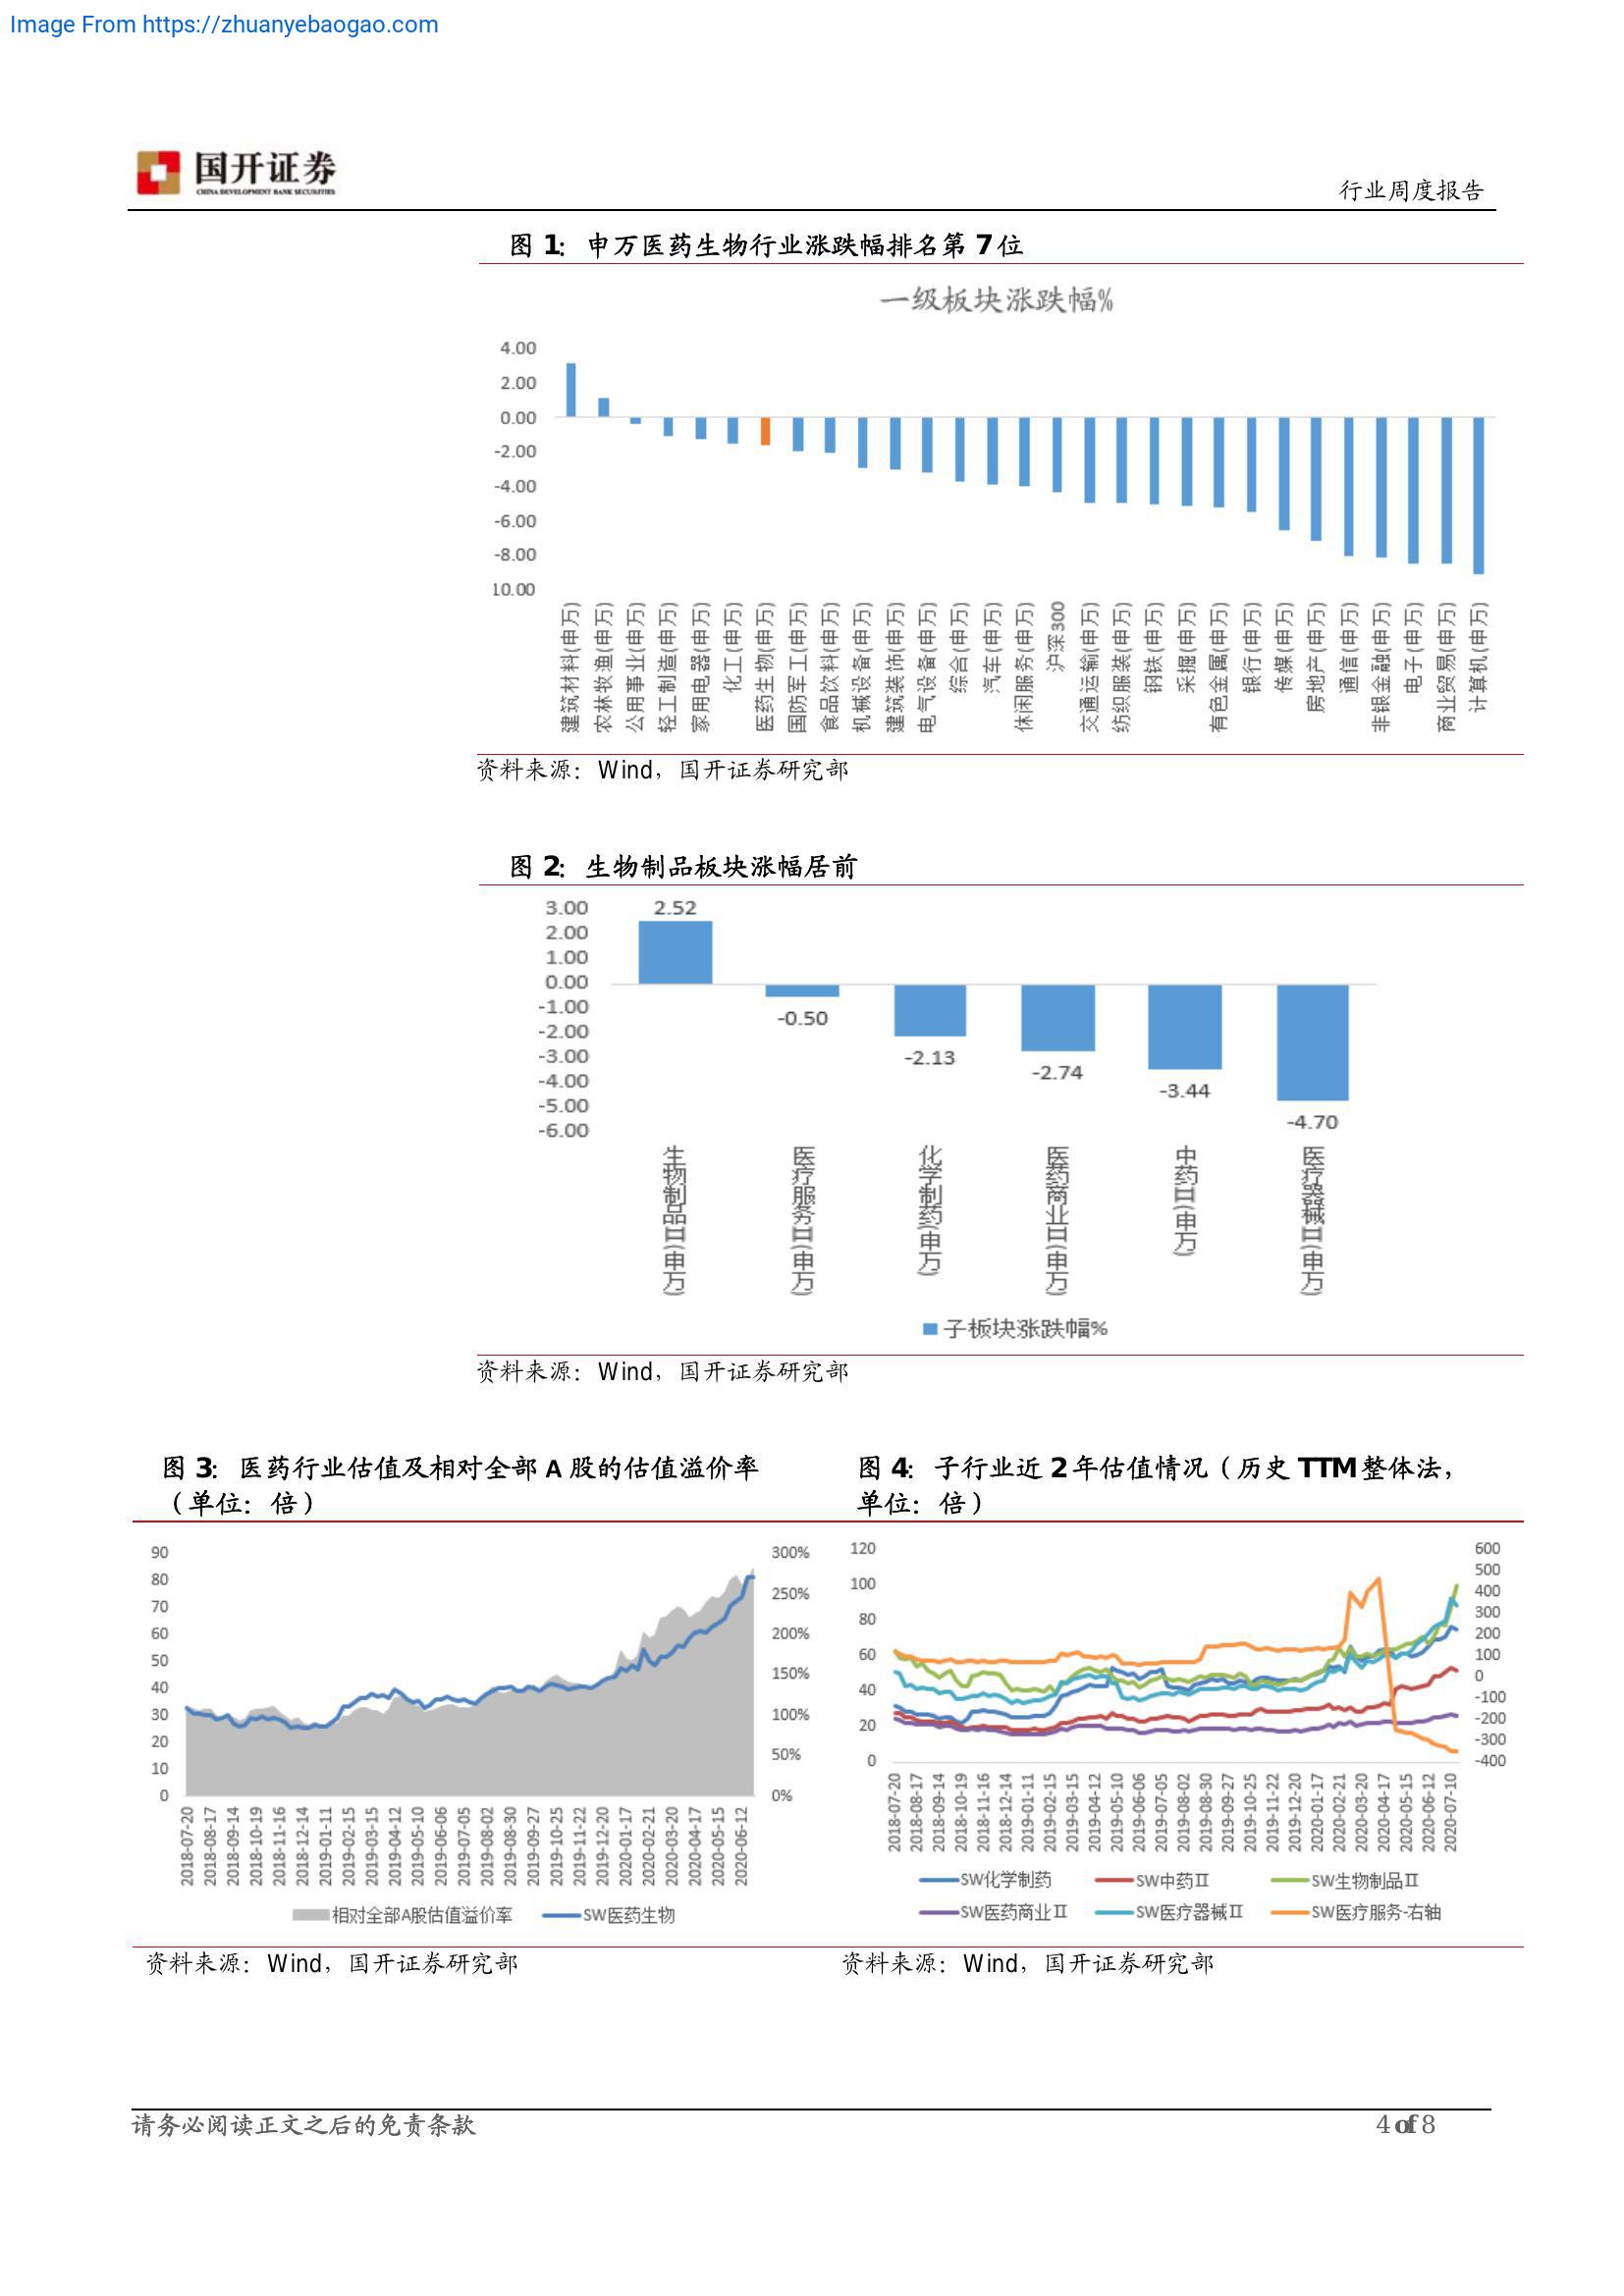 Image From https://zhuanyebaogao.com
国开证券
CHINA DEVELOPMENT BANK SECURITIES
行业周度报告
图 1: 申万医药生物行业涨跌幅排名第 7 位
一级板块涨跌幅%
4.00
2.00
0.00
-2.00
-4.00
-6.00
-8.00
10.00
建筑材料(申万)
农林牧渔(申万)
公用事业(申万)
轻工制造(申万)
家用电器(申万)
化工(申万)
医药生物(申万)
国防军工(申万)
食品饮料(申万)
机械设备(申万)
建筑装饰(申万)
电气设备(申万)
综合(申万)
汽车(申万)
休闲服务(申万)
沪深300
交通运输(申万)
纺织服装(申万)
钢铁(申万)
采掘(申万)
有色金属(申万)
银行(申万)
传媒(申万)
房地产(申万)
通信(申万)
非银金融(申万)
电子(申万)
商业贸易(申万)
计算机(申万)
资料来源：Wind，国开证券研究部
图 2: 生物制品板块涨幅居前
3.00
2.00
1.00
0.00
-1.00
-2.00
-3.00
-4.00
-5.00
-6.00
2.52
-0.50
-2.13
-2.74
-3.44
-4.70
生物制品II(申万)
医疗服务II(申万)
化学制药(申万)
医药商业II(申万)
中药II(申万)
医疗器械II(申万)
子板块涨跌幅%
资料来源：Wind，国开证券研究部
图 3: 医药行业估值及相对全部 A 股的估值溢价率
（单位：倍）
90
80
70
60
50
40
30
20
10
0
300%
250%
200%
150%
100%
50%
0%
2018-07-20
2018-08-17
2018-09-14
2018-10-19
2018-11-16
2018-12-14
2019-01-11
2019-02-15
2019-03-15
2019-04-12
2019-05-10
2019-06-06
2019-07-05
2019-08-02
2019-08-30
2019-09-27
2019-10-25
2019-11-22
2019-12-20
2020-01-17
2020-02-21
2020-03-20
2020-04-17
2020-05-15
2020-06-12
相对全部A股估值溢价率
SW医药生物
资料来源：Wind，国开证券研究部
图 4: 子行业近 2 年估值情况（历史 TTM 整体法，
单位：倍）
120
100
80
60
40
20
0
600
500
400
300
200
100
0
-100
-200
-300
-400
2018-07-20
2018-08-17
2018-09-14
2018-10-19
2018-11-16
2018-12-14
2019-01-11
2019-02-15
2019-03-15
2019-04-12
2019-05-10
2019-06-06
2019-07-05
2019-08-02
2019-08-30
2019-09-27
2019-10-25
2019-11-22
2019-12-20
2020-01-17
2020-02-21
2020-03-20
2020-04-17
2020-05-15
2020-06-12
2020-07-10
SW化学制药
SW中药Ⅱ
SW生物制品Ⅱ
SW医药商业Ⅱ
SW医疗器械Ⅱ
SW医疗服务-右轴
资料来源：Wind，国开证券研究部
请务必阅读正文之后的免责条款
4 of 8